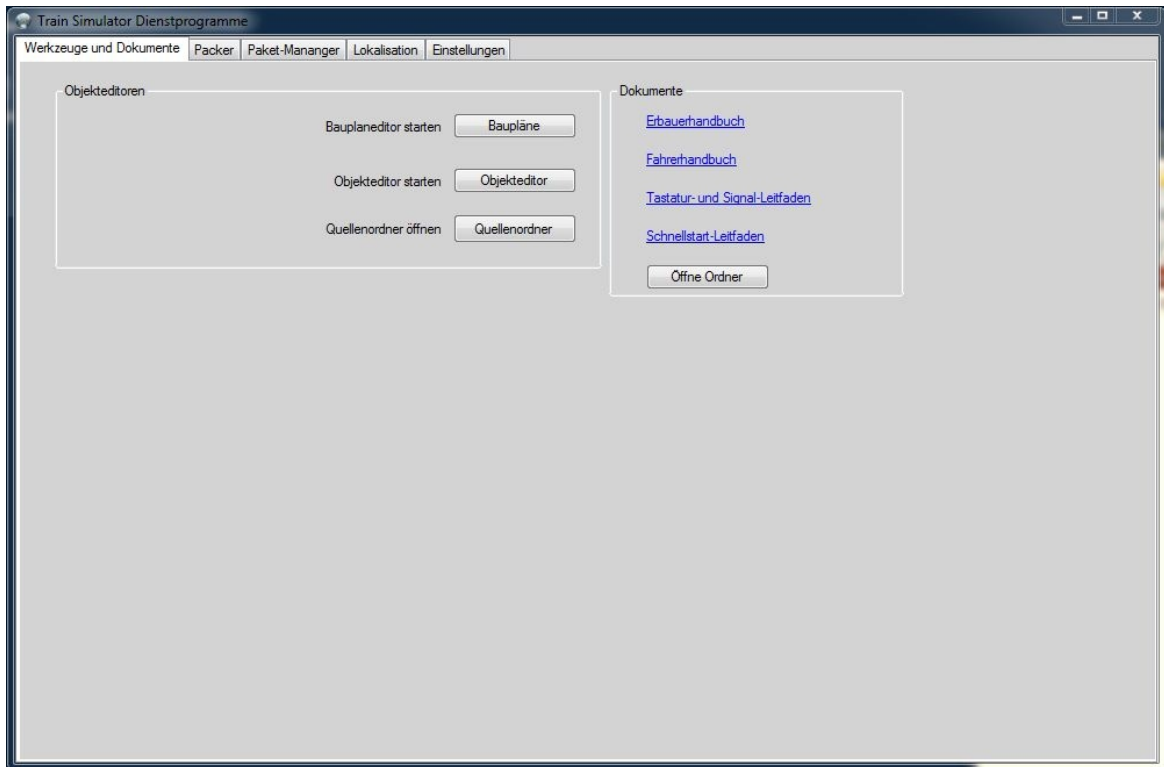 Train Simulator Dienstprogramme
Werkzeuge und Dokumente Packer Paket-Mananger Lokalisation Einstellungen
Objekteditoren
Bauplaneditor starten Baupläne
Objekteditor starten Objekteditor
Quellenordner öffnen Quellenordner
Dokumente
Erbauerhandbuch
Fahrerhandbuch
Tastatur- und Signal-Leitfaden
Schnellstart-Leitfaden
Öffne Ordner